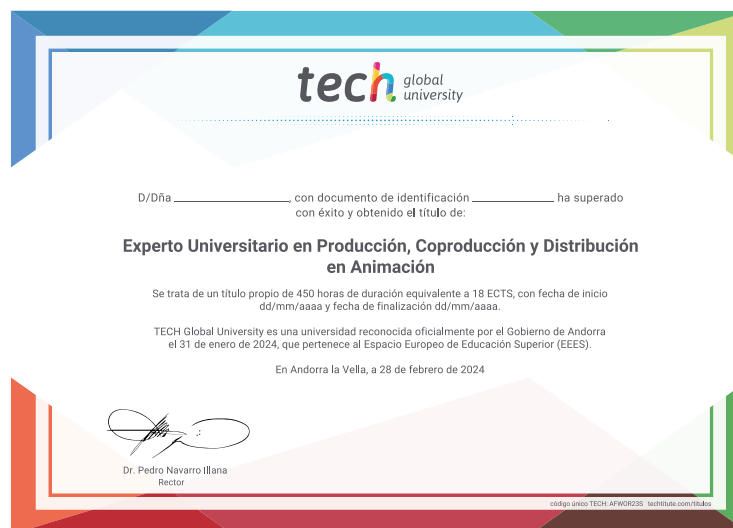 tech global university
D/Dña ____________________, con documento de identificación ______________ ha superado
con éxito y obtenido el título de:
Experto Universitario en Producción, Coproducción y Distribución
en Animación
Se trata de un título propio de 450 horas de duración equivalente a 18 ECTS, con fecha de inicio
dd/mm/aaaa y fecha de finalización dd/mm/aaaa.
TECH Global University es una universidad reconocida oficialmente por el Gobierno de Andorra
el 31 de enero de 2024, que pertenece al Espacio Europeo de Educación Superior (EEES).
En Andorra la Vella, a 28 de febrero de 2024
Dr. Pedro Navarro Illana
Rector
código único TECH: AFWOR23S techtitute.com/titulos